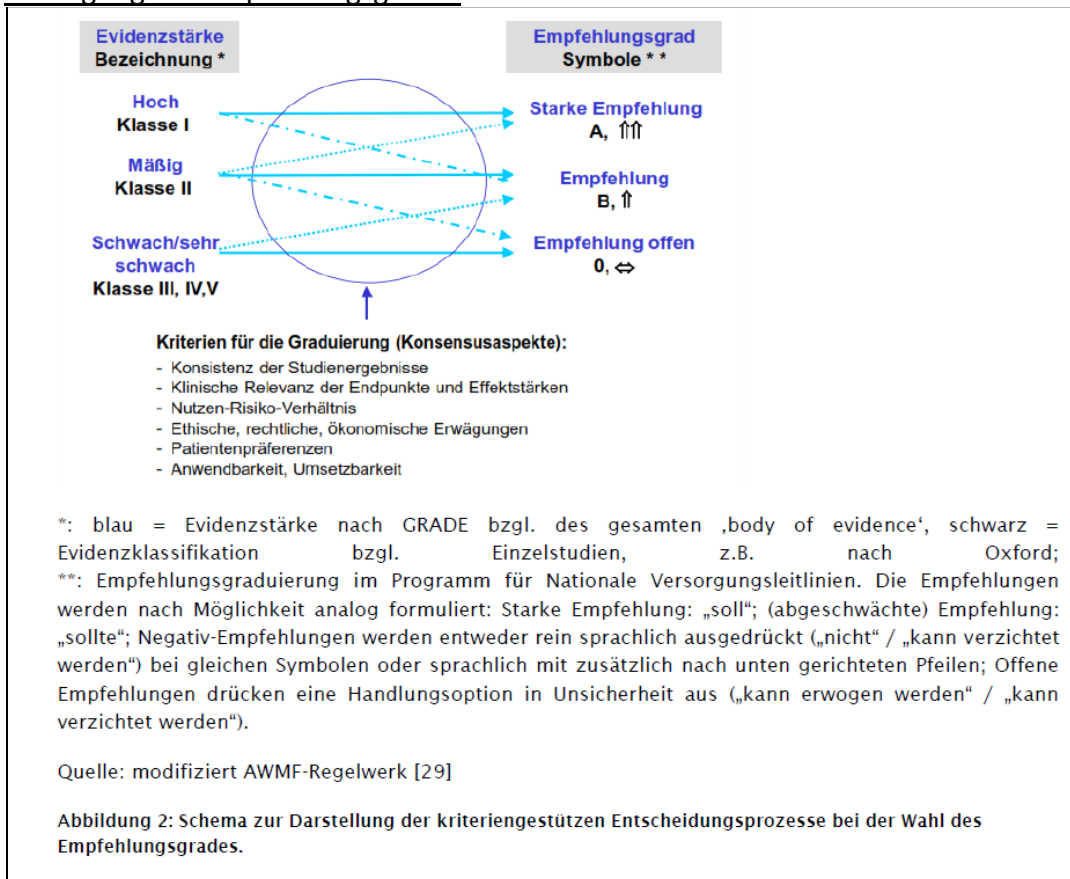 Evidenzstärke
Bezeichnung *
Empfehlungsgrad
Symbole * *
Hoch
Klasse I
Starke Empfehlung
A, ⇑⇑
Mäßig
Klasse II
Empfehlung
B, ⇑
Schwach/sehr
schwach
Klasse III, IV,V
Empfehlung offen
0, ⇔
Kriterien für die Graduierung (Konsensusaspekte):
- Konsistenz der Studienergebnisse
- Klinische Relevanz der Endpunkte und Effektstärken
- Nutzen-Risiko-Verhältnis
- Ethische, rechtliche, ökonomische Erwägungen
- Patientenpräferenzen
- Anwendbarkeit, Umsetzbarkeit
*: blau = Evidenzstärke nach GRADE bzgl. des gesamten ‚body of evidence‘, schwarz =
Evidenzklassifikation bzgl. Einzelstudien, z.B. nach Oxford;
**: Empfehlungsgraduierung im Programm für Nationale Versorgungsleitlinien. Die Empfehlungen
werden nach Möglichkeit analog formuliert: Starke Empfehlung: „soll“; (abgeschwächte) Empfehlung:
„sollte“; Negativ-Empfehlungen werden entweder rein sprachlich ausgedrückt („nicht“ / „kann verzichtet
werden“) bei gleichen Symbolen oder sprachlich mit zusätzlich nach unten gerichteten Pfeilen; Offene
Empfehlungen drücken eine Handlungsoption in Unsicherheit aus („kann erwogen werden“ / „kann
verzichtet werden“).
Quelle: modifiziert AWMF-Regelwerk [29]
Abbildung 2: Schema zur Darstellung der kriteriengestützen Entscheidungsprozesse bei der Wahl des
Empfehlungsgrades.